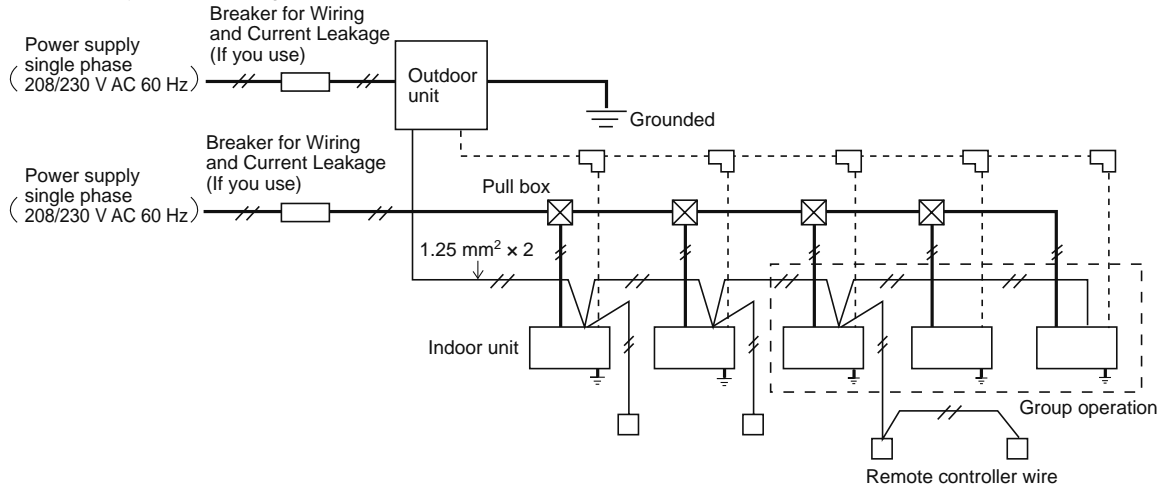 Breaker for Wiring
and Current Leakage
(If you use)
Power supply
single phase
(208/230 V AC 60 Hz)
Outdoor
unit
Grounded
Breaker for Wiring
and Current Leakage
(If you use)
Power supply
single phase
(208/230 V AC 60 Hz)
Pull box
1.25 mm² × 2
Indoor unit
Group operation
Remote controller wire